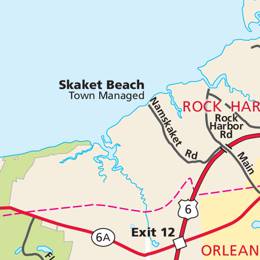 Skaket Beach
Town Managed
Namskaket Rd
ROCK HAR
Rock
Harbor
Rd
Main
6
6A
Exit 12
ORLEAN